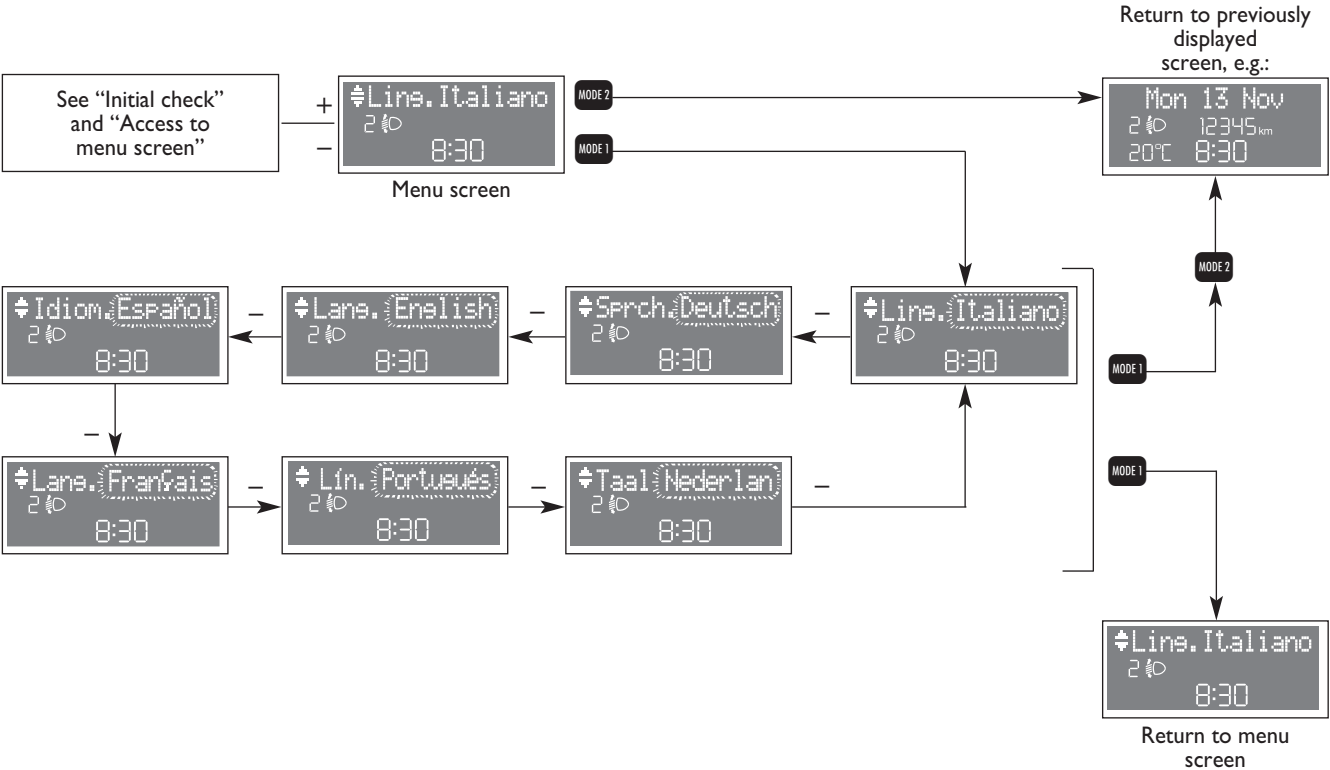 Return to previously
displayed
screen, e.g.:
See “Initial check”
and “Access to
menu screen”
+
–
Ling.Italiano
2
8:30
Menu screen
MODE 2
MODE 1
Mon 13 Nov
2 12345 km
20°C 8:30
MODE 2
Idiom.Español
2
8:30
–
Lang.English
2
8:30
–
Sprch.Deutsch
2
8:30
–
Ling.Italiano
2
8:30
MODE 1
–
Lang.Français
2
8:30
–
Lín.Portugués
2
8:30
–
Taal Nederlan
2
8:30
–
MODE 1
Ling.Italiano
2
8:30
Return to menu
screen